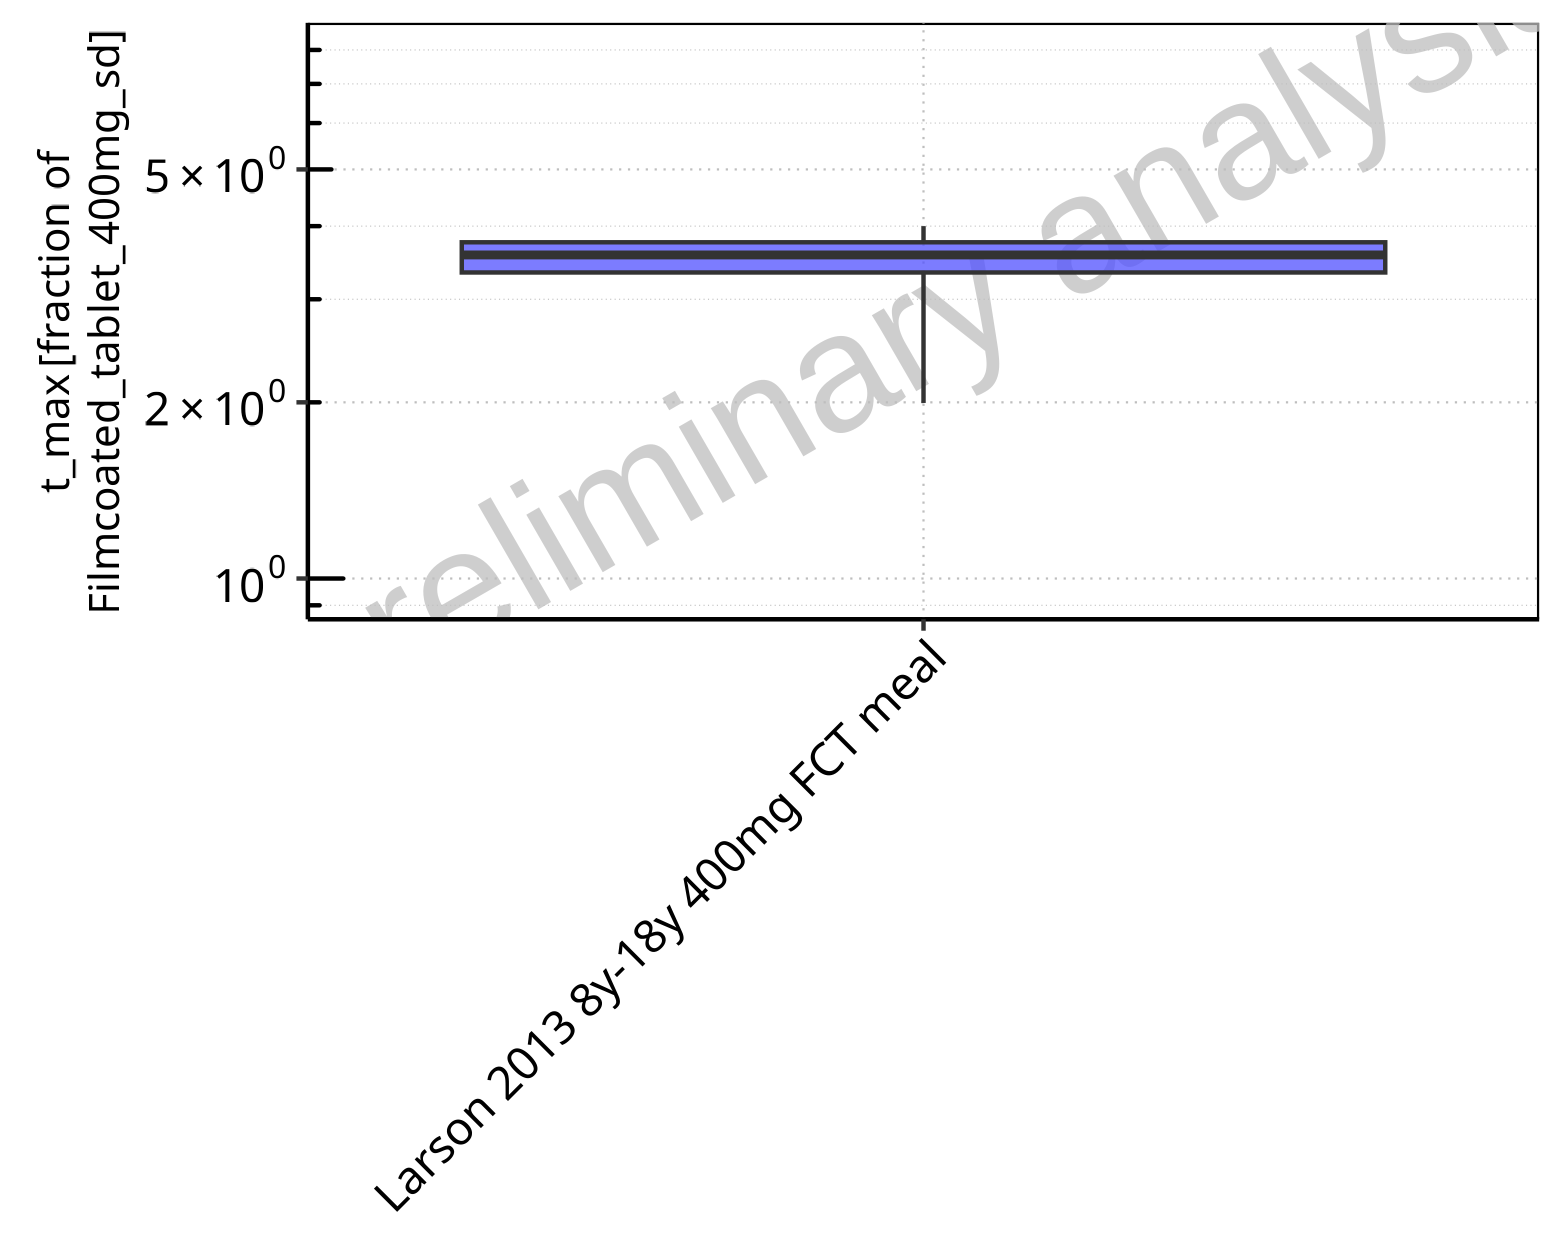 t_max [fraction of
Filmcoated_tablet_400mg_sd]
5 × 10⁰
2 × 10⁰
10⁰
reliminary analysis
Larson 2013 8y-18y 400mg FCT meal